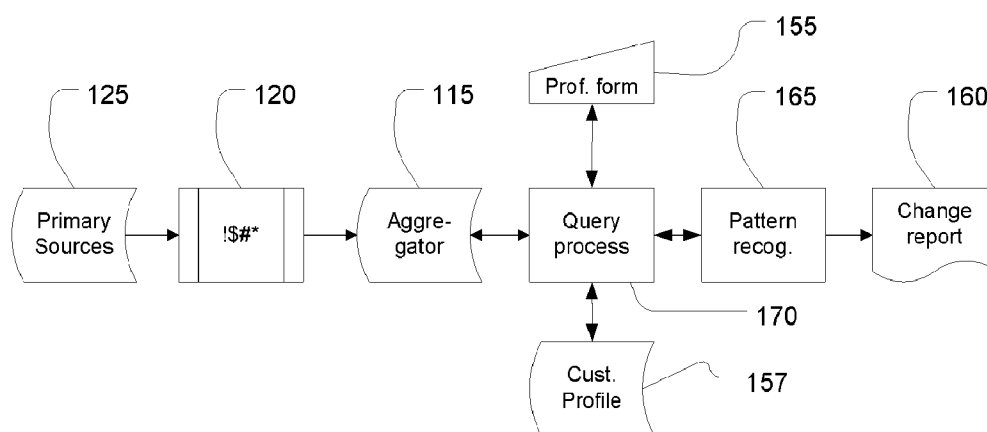 155
Prof. form
125
120
115
165
160
Primary
Sources
!$#*
Aggre-
gator
Query
process
Pattern
recog.
Change
report
170
Cust.
Profile
157